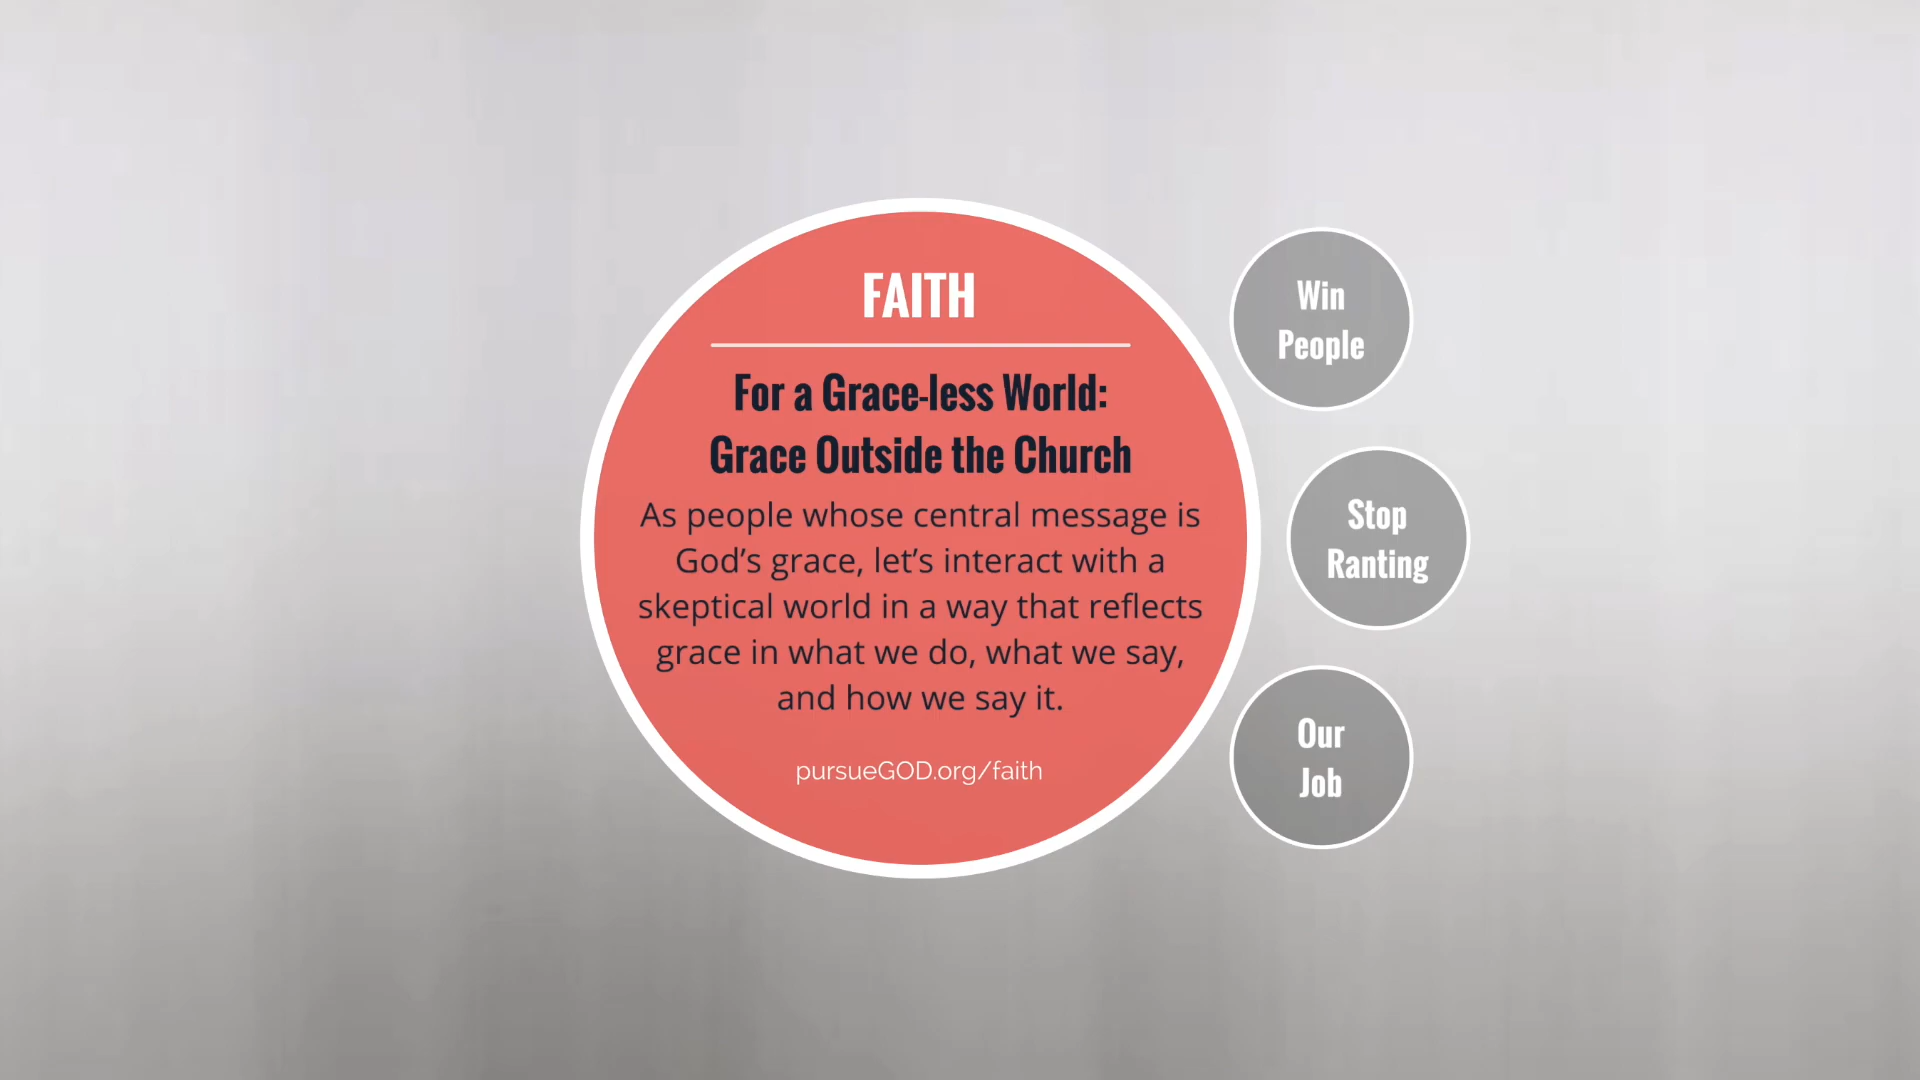 FAITH
For a Grace-less World:
Grace Outside the Church
As people whose central message is
God’s grace, let’s interact with a
skeptical world in a way that reflects
grace in what we do, what we say,
and how we say it.
pursueGOD.org/faith
Win
People
Stop
Ranting
Our
Job